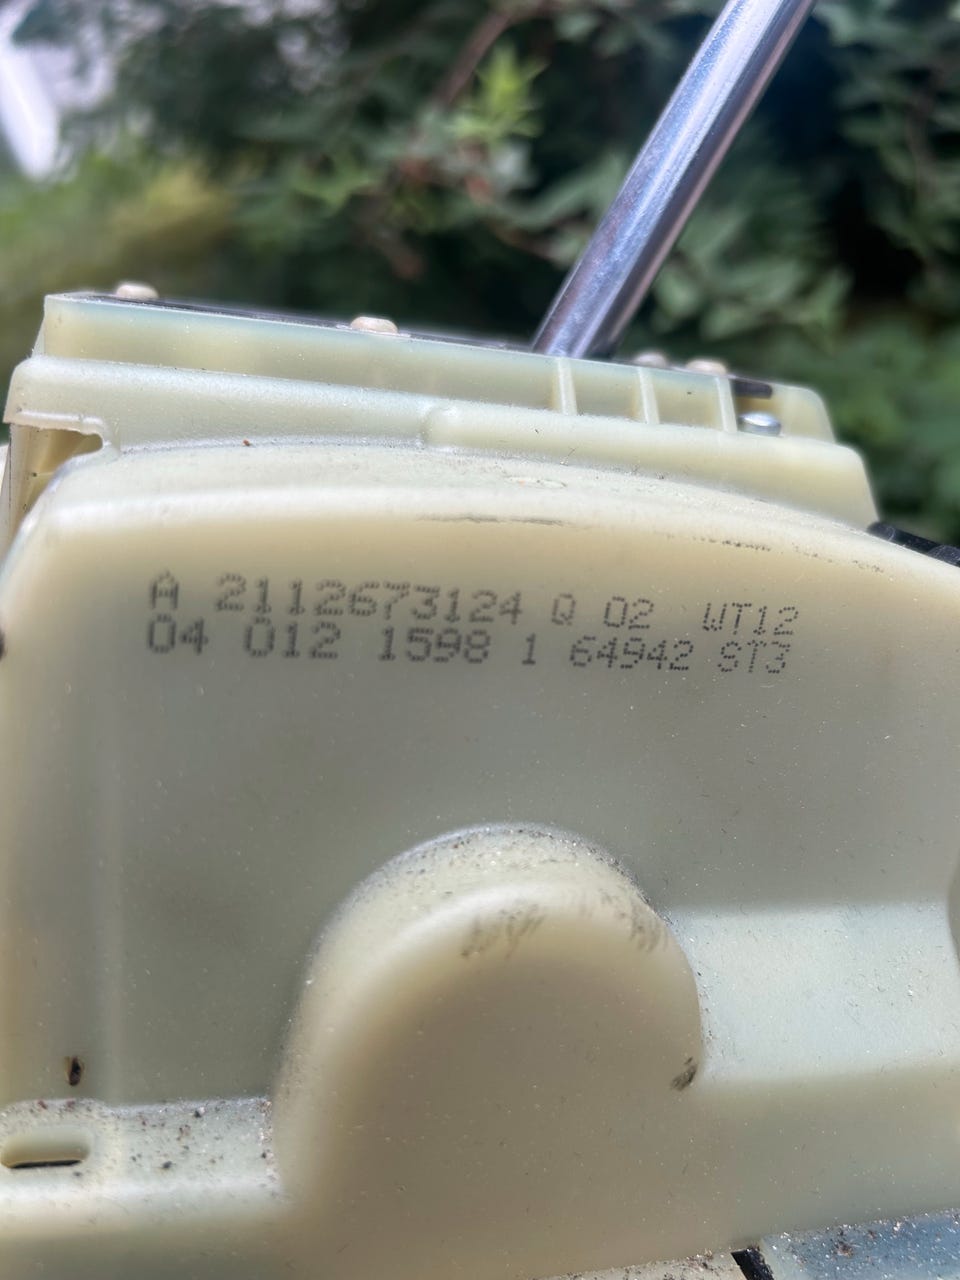 A 2112673124 Q 02 WT12
04 012 1598 1 64942 ST3